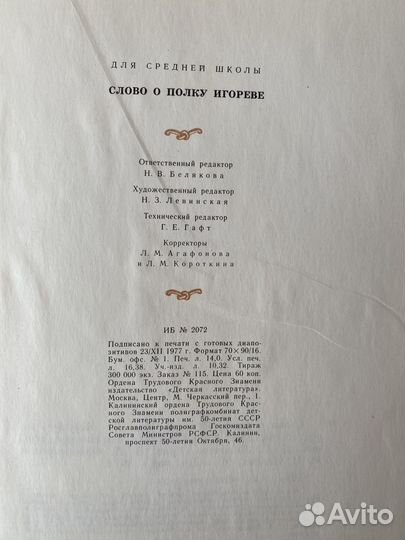 ДЛЯ СРЕДНЕЙ ШКОЛЫ
СЛОВО О ПОЛКУ ИГОРЕВЕ
Ответственный редактор
Н. В. Белякова
Художественный редактор
Н. З. Левинская
Технический редактор
Г. Е. Гафт
Корректоры
Л. М. Агафонова
и Л. М. Короткина
ИБ № 2072
Подписано к печати с готовых диапо-
зитивов 23/XII 1977 г. Формат 70×90/16.
Бум. офс. № 1. Печ. л. 14,0. Усл. печ.
л. 16,38. Уч.-изд. л. 10,32. Тираж
300 000 экз. Заказ № 115. Цена 60 коп.
Ордена Трудового Красного Знамени
издательство «Детская литература».
Москва, Центр, М. Черкасский пер., 1.
Калининский ордена Трудового Крас-
ного Знамени полиграфкомбинат дет-
ской литературы им. 50-летия СССР
Росглавполиграфпрома Госкомиздата
Совета Министров РСФСР. Калинин,
проспект 50-летия Октября, 46.
Avito